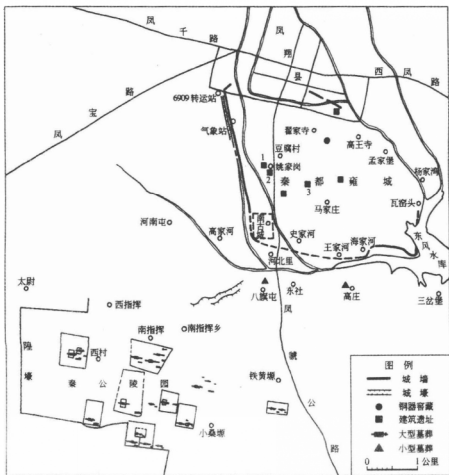 凤千路
凤翔县
西凤路
凤宝路
6909转运站
气象站
翟家寺
高王寺
豆腐村
孟家堡
杨家湾
1
2
姚家岗
秦都雍城
3
瓦窑头
马家庄
南古城
河南屯
高家河
史家河
王家河
海家河
东风水库
河北里
太尉
八旗屯
东社
高庄
三岔堡
西指挥
南指挥
南指挥乡
凤虢公路
隍壕
西村
秦公陵园
铁黄塬
小桑塬
图例
城墙
城壕
铜器窖藏
建筑遗址
大型墓葬
小型墓葬
0 1公里